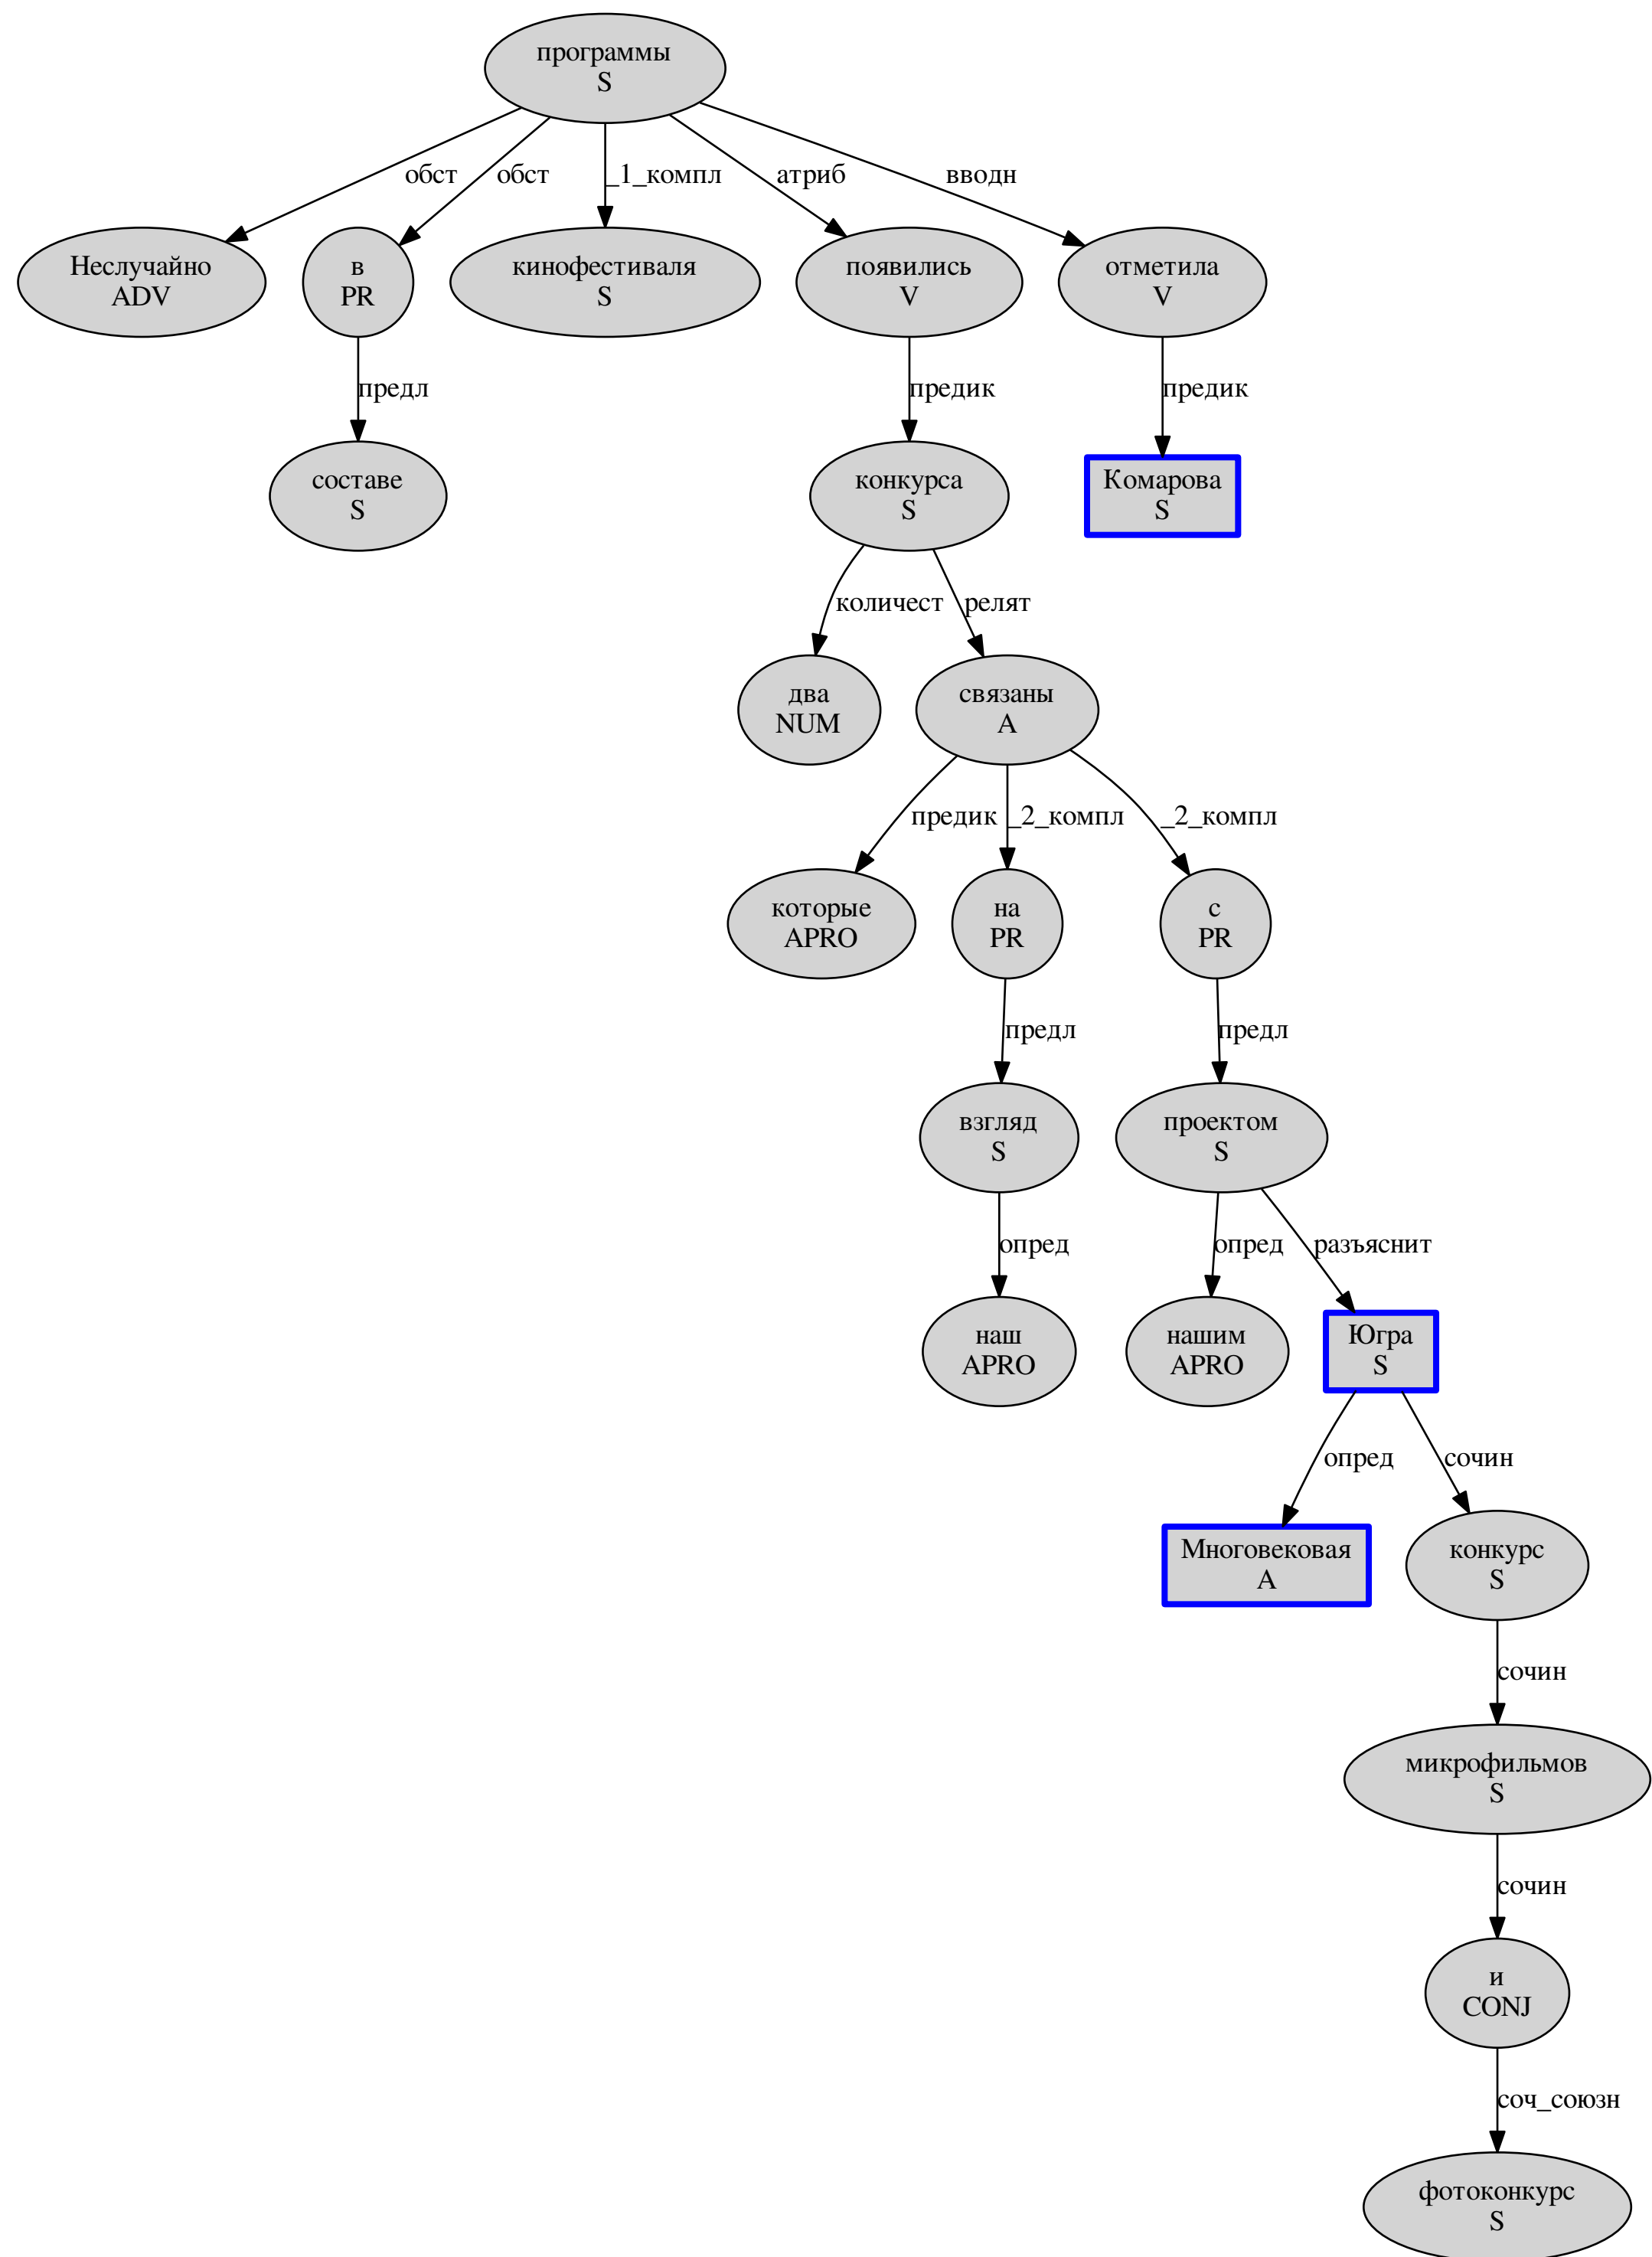 программы
S
обст
обст
_1_компл
атриб
вводн
Неслучайно
ADV
в
PR
кинофестиваля
S
появились
V
отметила
V
предл
предик
предик
составе
S
конкурса
S
Комарова
S
количест
релят
два
NUM
связаны
A
предик
_2_компл
_2_компл
которые
APRO
на
PR
с
PR
предл
предл
взгляд
S
проектом
S
опред
опред
разъяснит
наш
APRO
нашим
APRO
Югра
S
опред
сочин
Многовековая
A
конкурс
S
сочин
микрофильмов
S
сочин
и
CONJ
соч_союзн
фотоконкурс
S